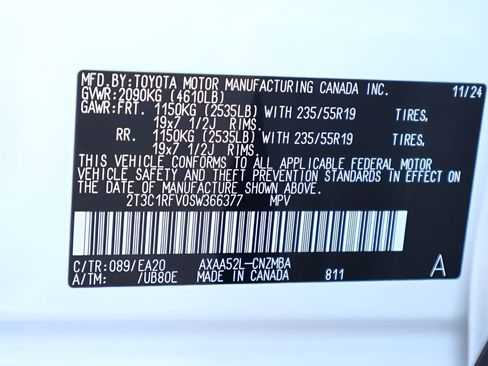 MFD.BY:TOYOTA MOTOR MANUFACTURING CANADA INC. 11/24
GVWR:2090KG (4610LB)
GAWR:FRT. 1150KG (2535LB) WITH 235/55R19 TIRES,
19x7 1/2J RIMS.
RR. 1150KG (2535LB) WITH 235/55R19 TIRES,
19x7 1/2J RIMS.
THIS VEHICLE CONFORMS TO ALL APPLICABLE FEDERAL MOTOR
VEHICLE SAFETY AND THEFT PREVENTION STANDARDS IN EFFECT ON
THE DATE OF MANUFACTURE SHOWN ABOVE.
2T3C1RFV0SW366377 MPV
C/TR:089/EA20 AXAA52L-CNZMBA
A/TM: /UB80E MADE IN CANADA 811 A